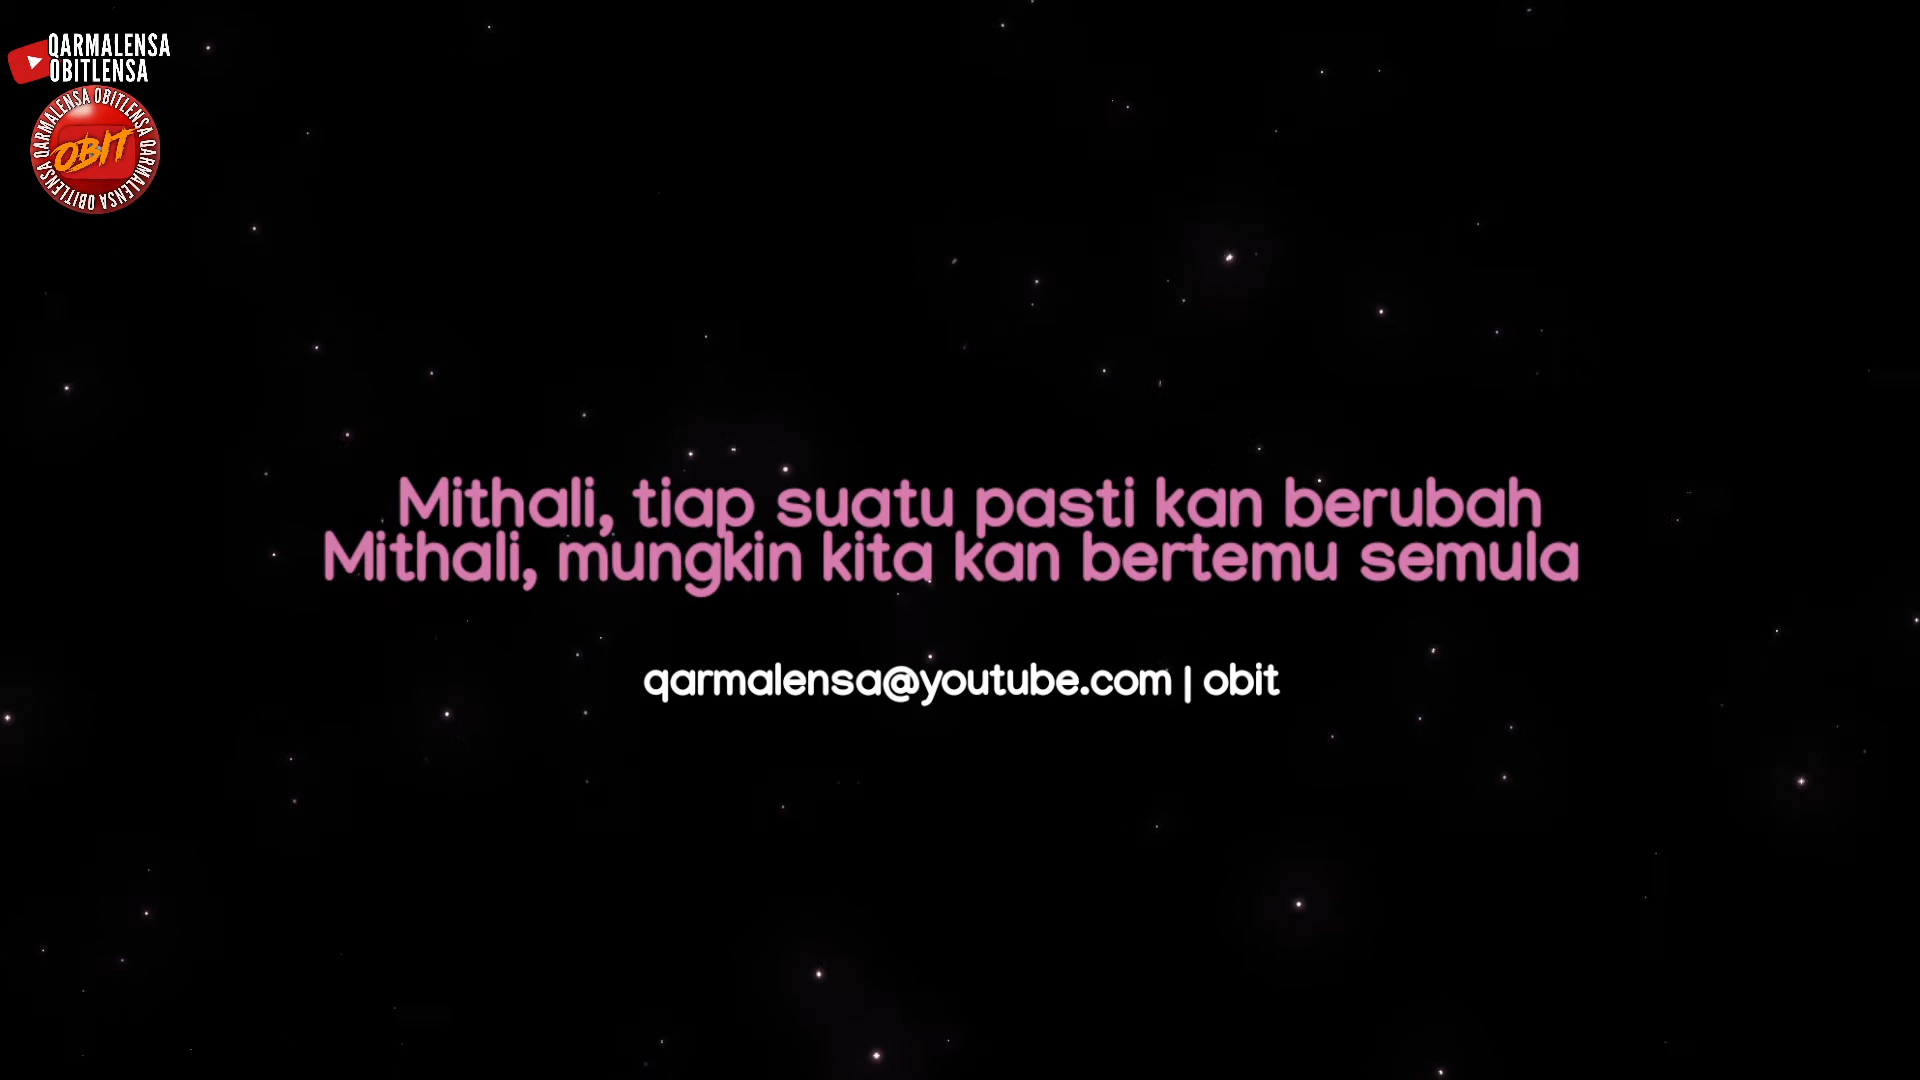 QARMALENSA
OBITLENSA
QARMALENSA OBITLENSA QARMALENSA OBITLENSA
OBIT
Mithali, tiap suatu pasti kan berubah
Mithali, mungkin kita kan bertemu semula
qarmalensa@youtube.com | obit